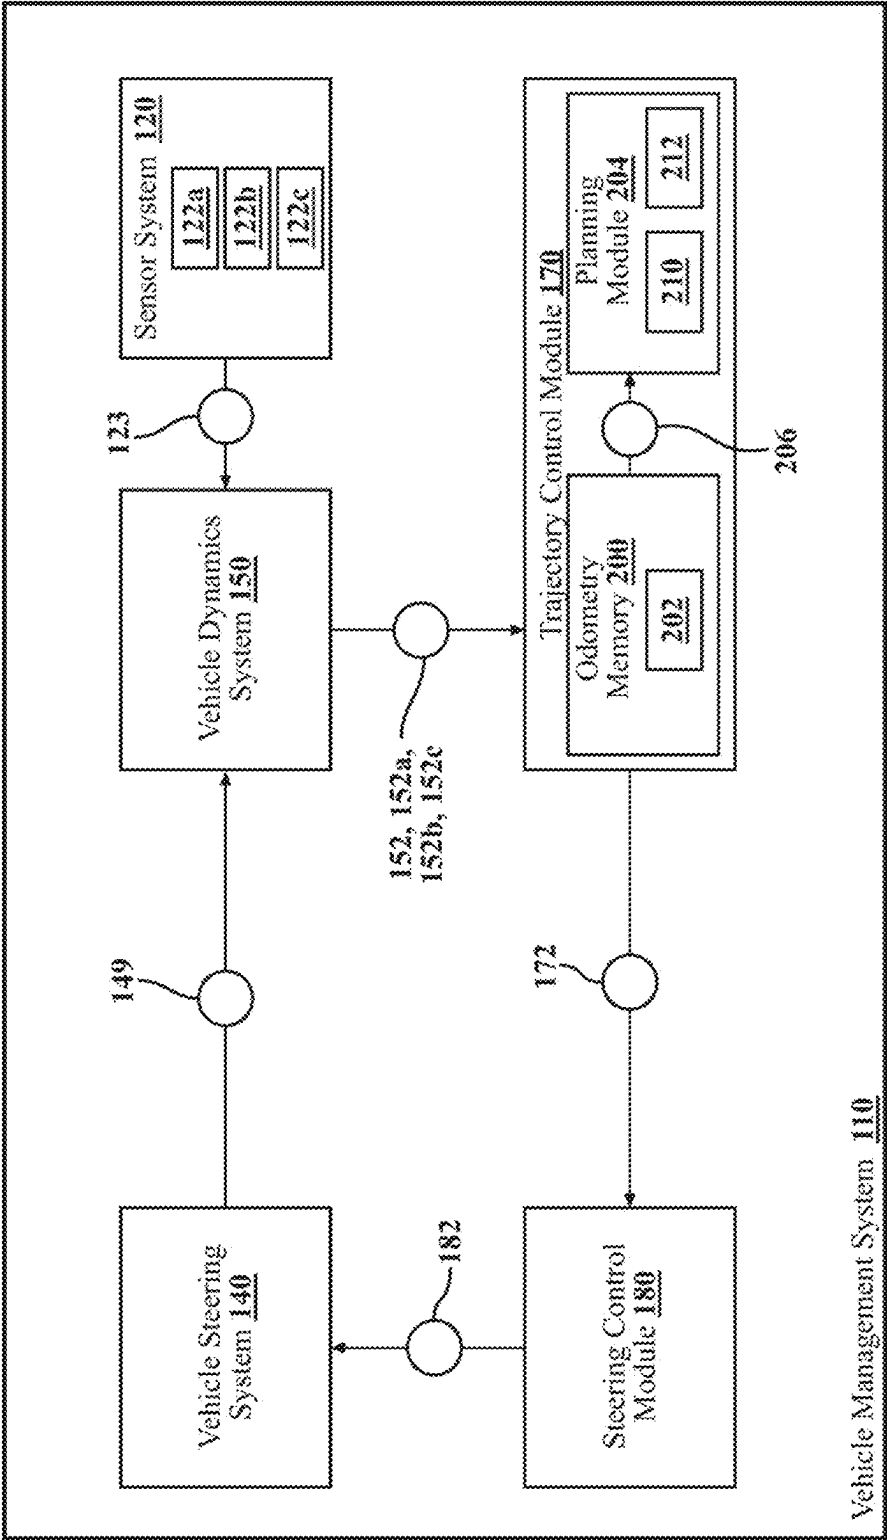 Vehicle Steering
System 140
149
Vehicle Dynamics
System 150
123
Sensor System 120
122a
122b
122c
182
152, 152a,
152b, 152c
Steering Control
Module 180
172
Trajectory Control Module 170
Odometry
Memory 200
202
206
Planning
Module 204
210
212
Vehicle Management System 110